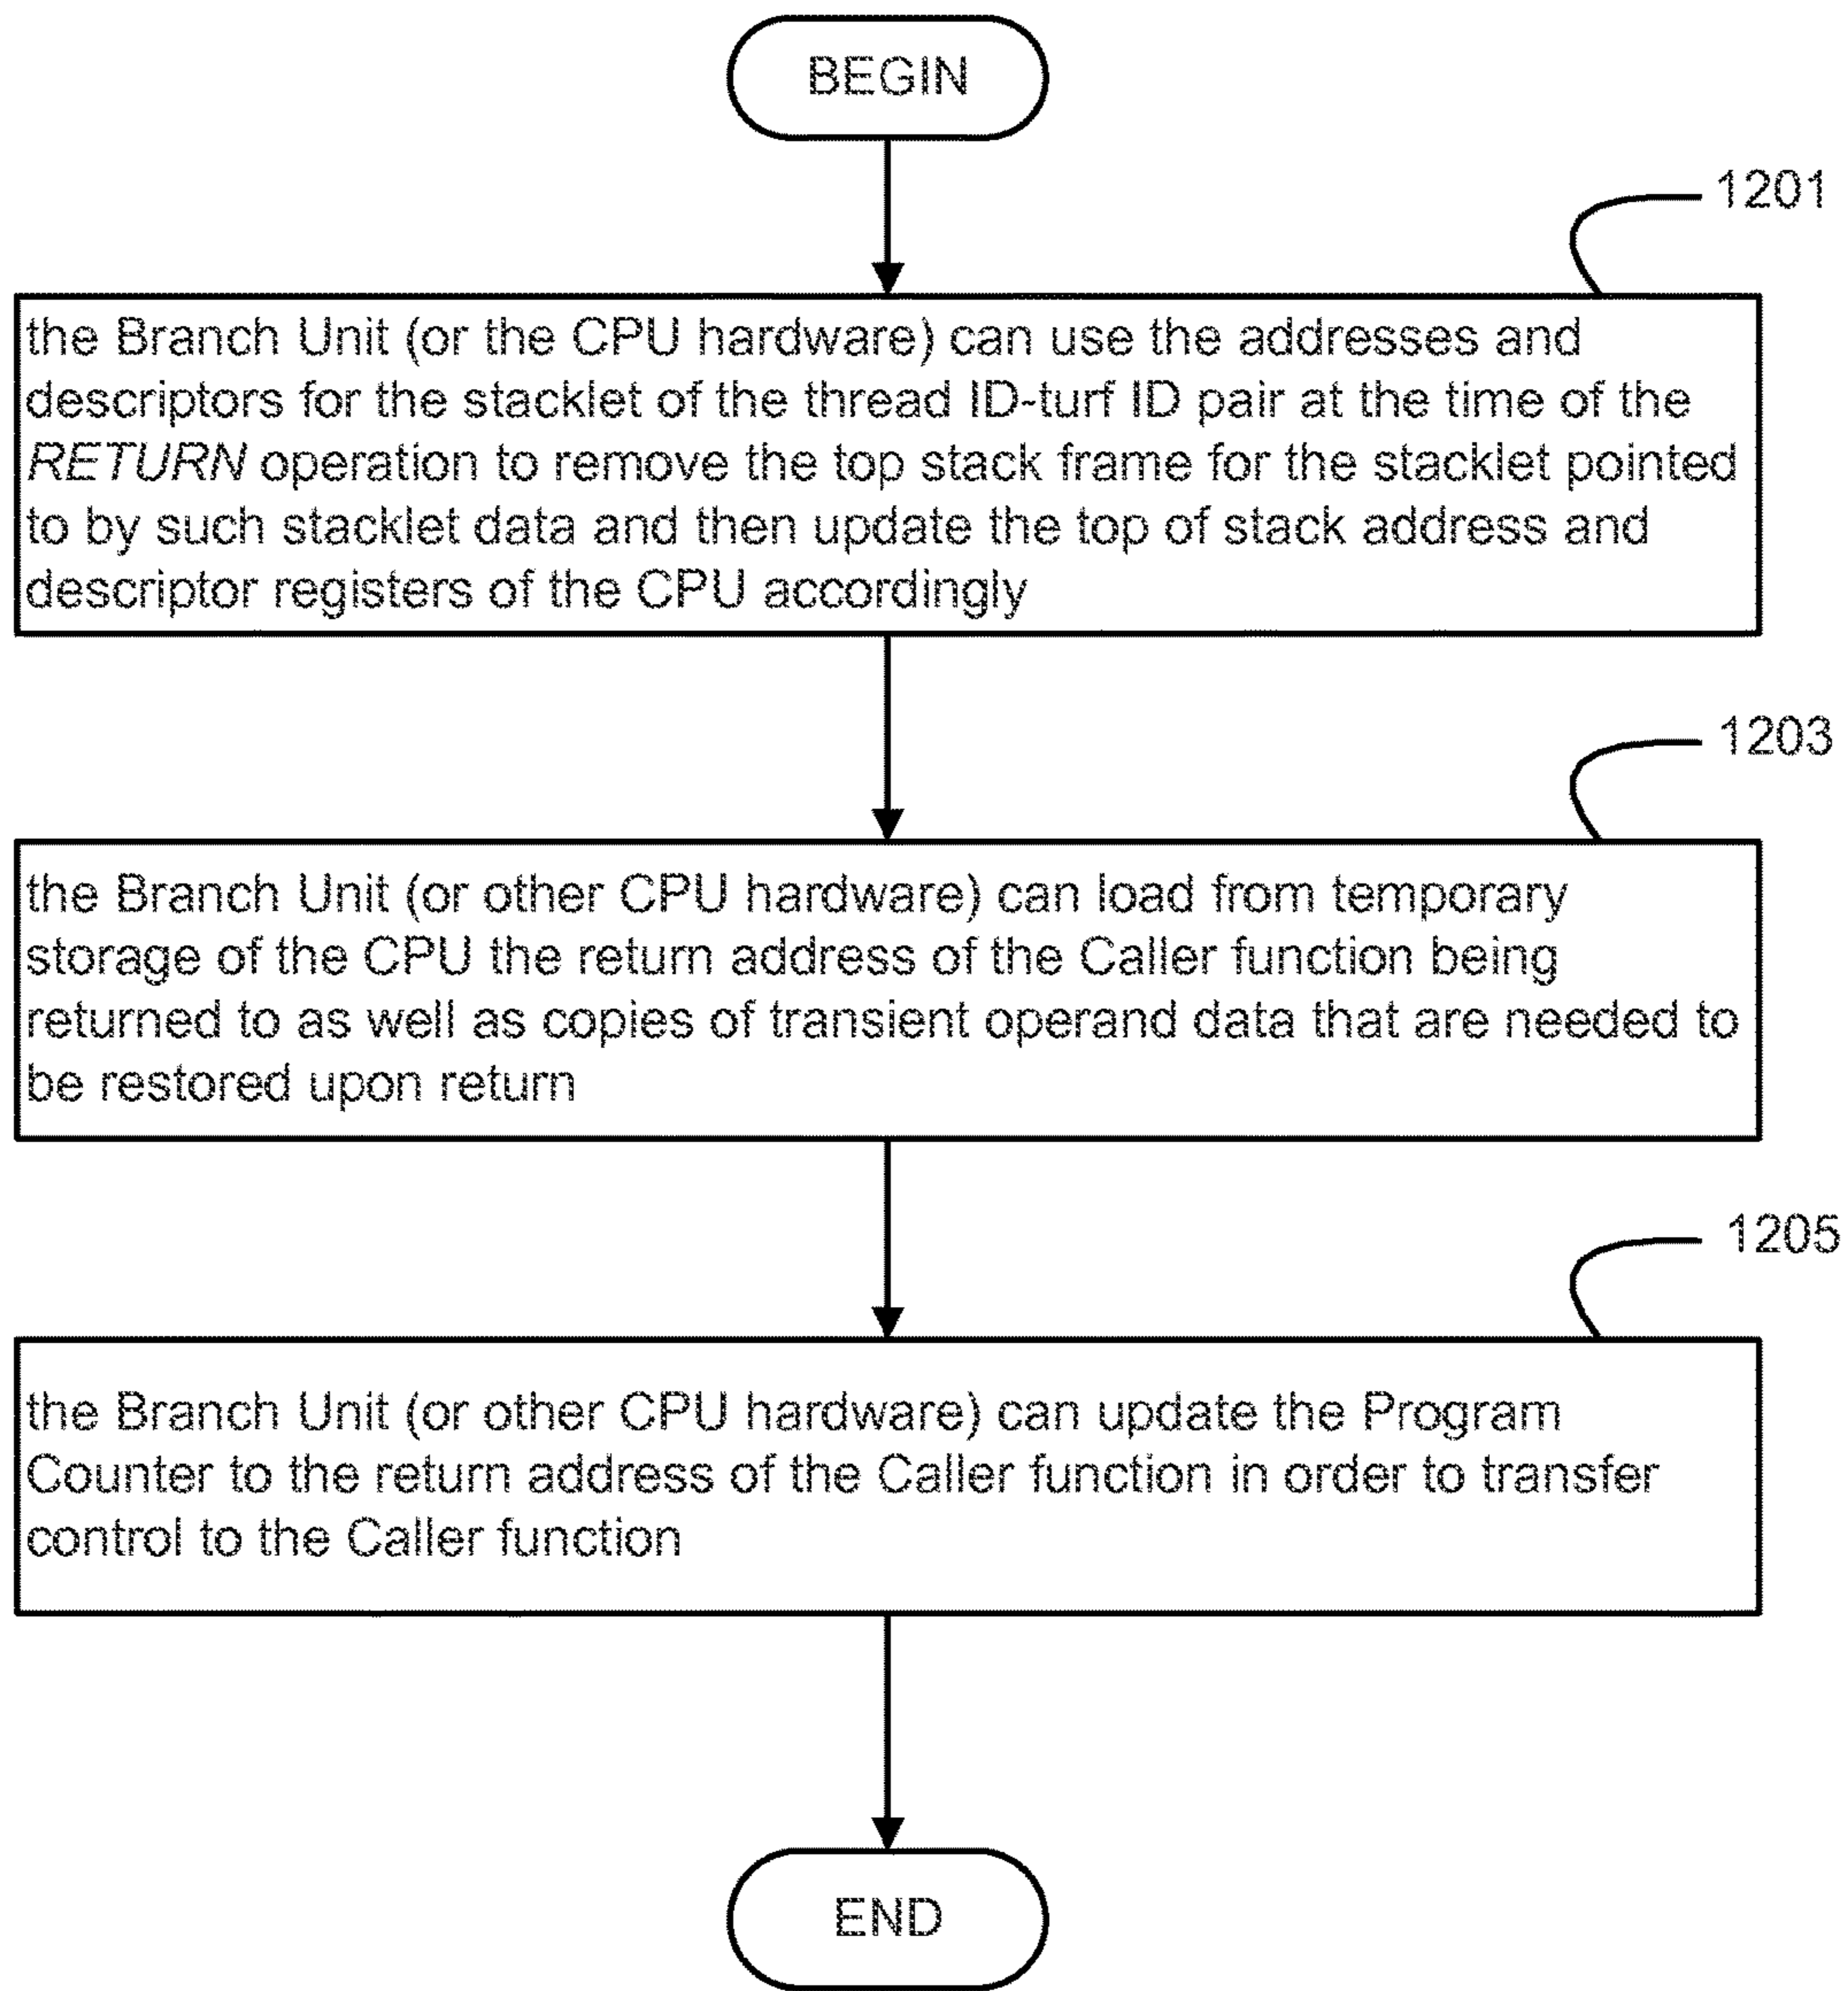 BEGIN
1201
the Branch Unit (or the CPU hardware) can use the addresses and
descriptors for the stacklet of the thread ID-turf ID pair at the time of the
RETURN operation to remove the top stack frame for the stacklet pointed
to by such stacklet data and then update the top of stack address and
descriptor registers of the CPU accordingly
1203
the Branch Unit (or other CPU hardware) can load from temporary
storage of the CPU the return address of the Caller function being
returned to as well as copies of transient operand data that are needed to
be restored upon return
1205
the Branch Unit (or other CPU hardware) can update the Program
Counter to the return address of the Caller function in order to transfer
control to the Caller function
END